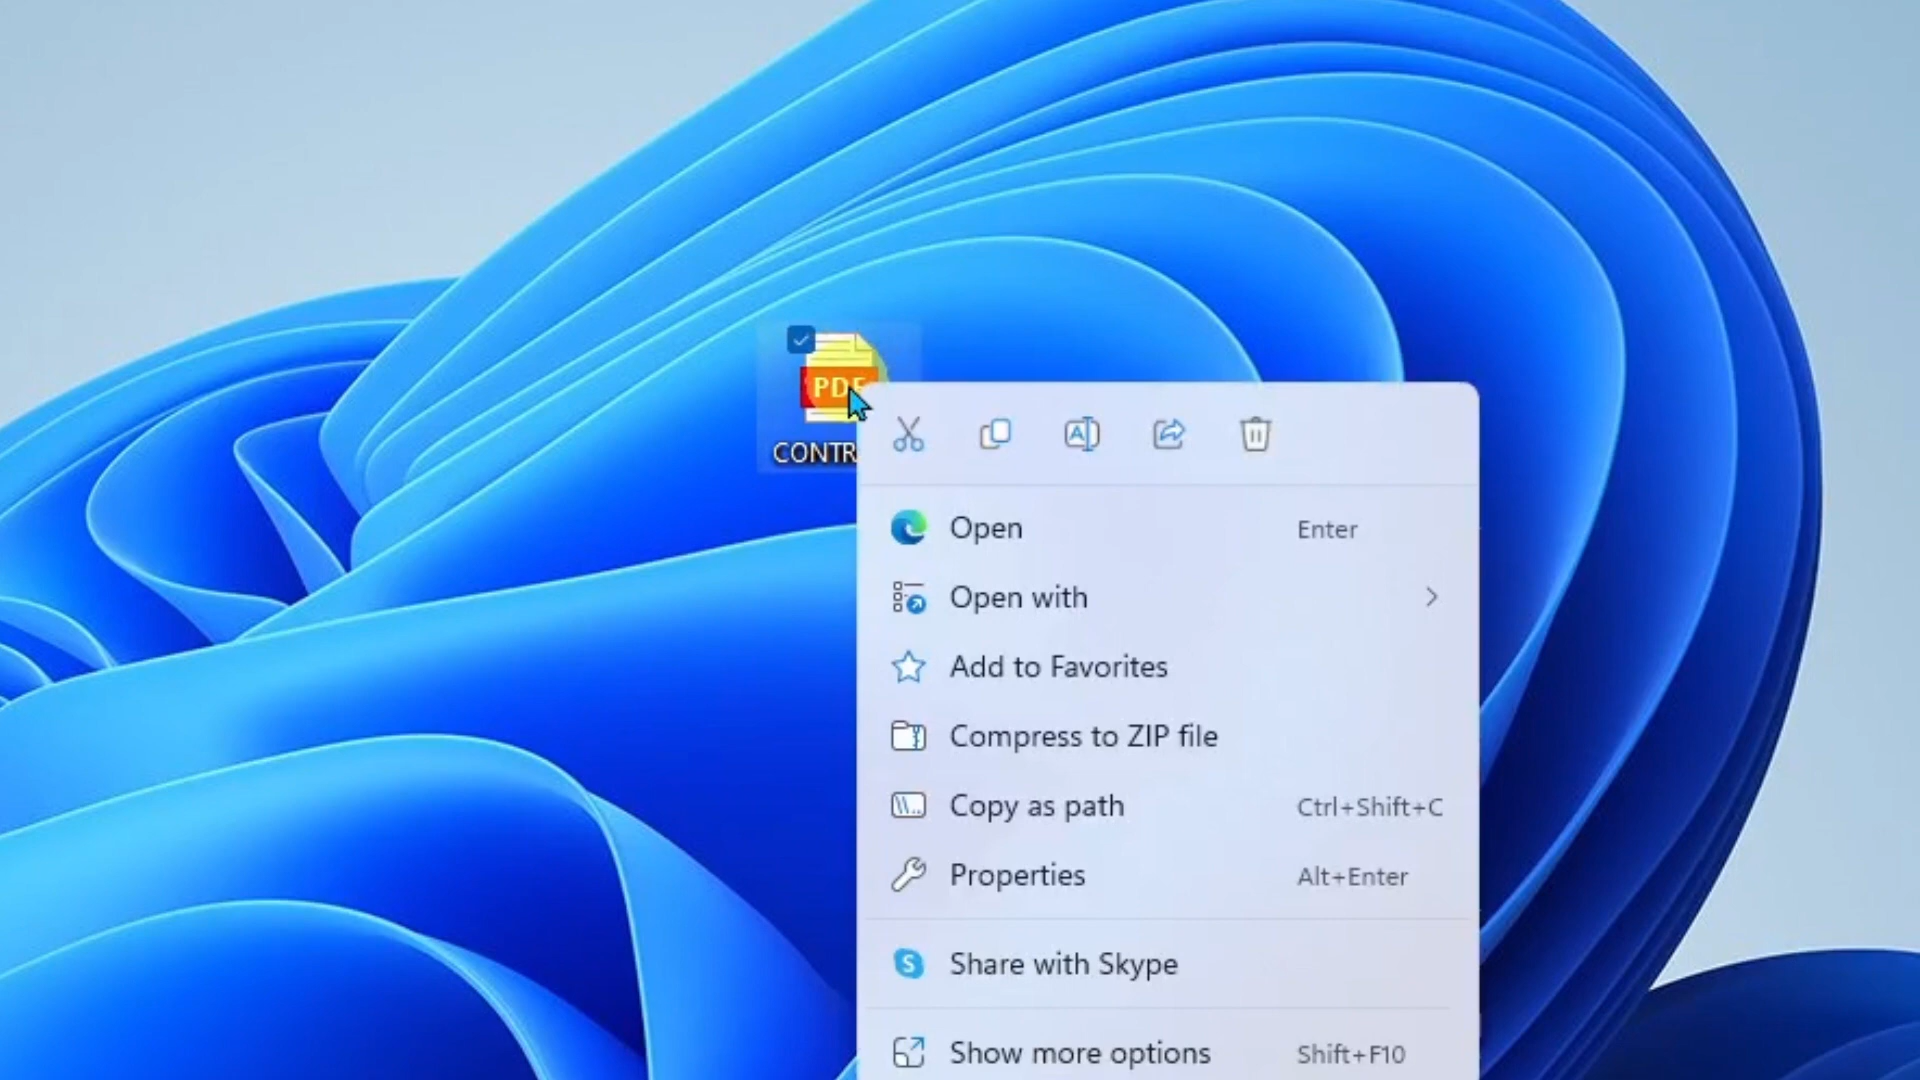 PDF
CONTR
Open Enter
Open with
Add to Favorites
Compress to ZIP file
\\..
Copy as path Ctrl+Shift+C
Properties Alt+Enter
S
Share with Skype
Show more options Shift+F10